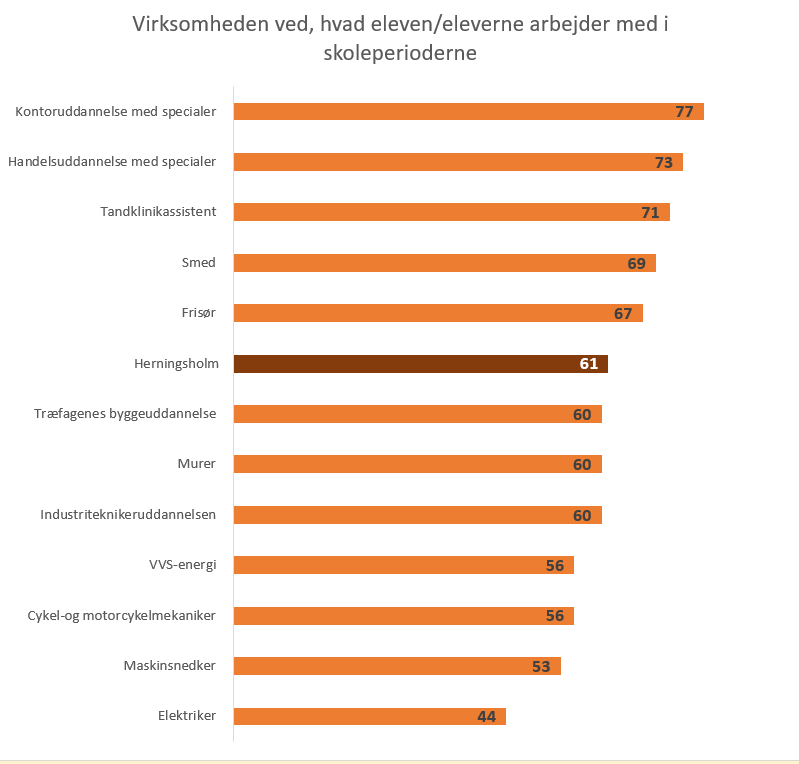 Virksomheden ved, hvad eleven/eleverne arbejder med i
skoleperioderne
Kontoruddannelse med specialer 77
Handelsuddannelse med specialer 73
Tandklinikassistent 71
Smed 69
Frisør 67
Herningsholm 61
Træfagenes byggeuddannelse 60
Murer 60
Industriteknikeruddannelsen 60
VVS-energi 56
Cykel-og motorcykelmekaniker 56
Maskinsnedker 53
Elektriker 44